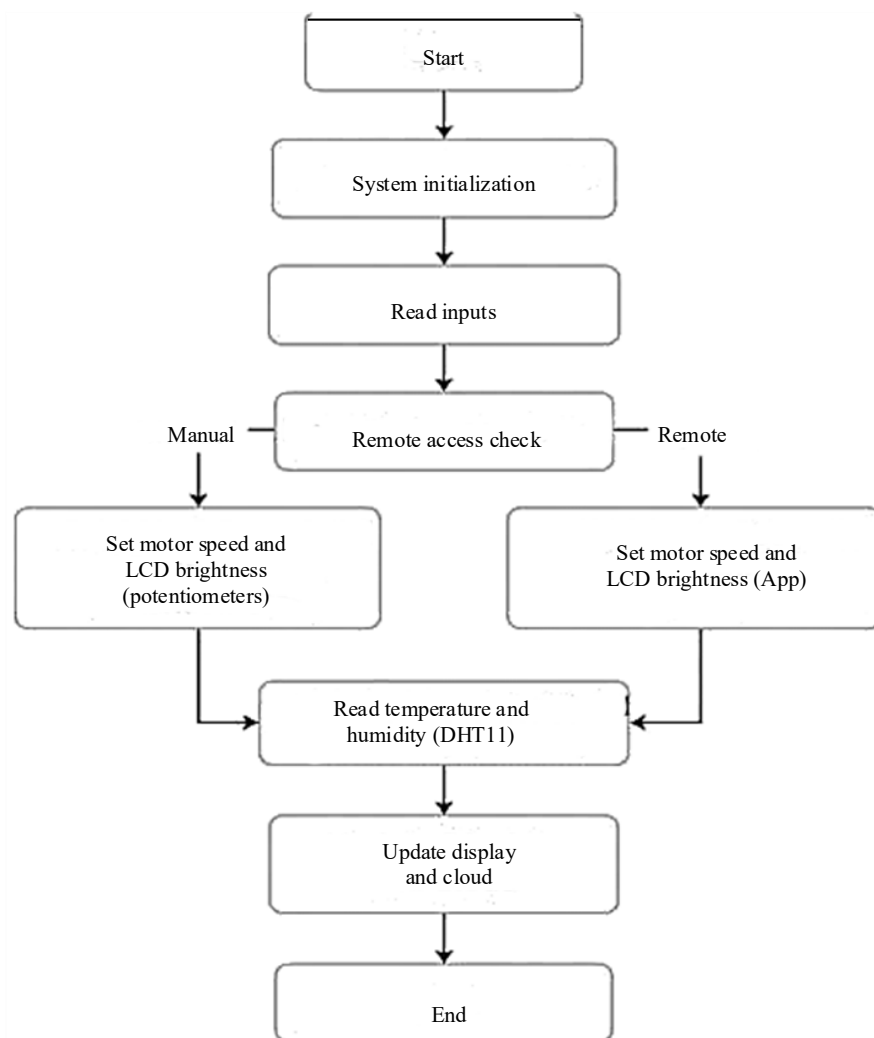 Start
System initialization
Read inputs
Manual
Remote access check
Remote
Set motor speed and
LCD brightness
(potentiometers)
Set motor speed and
LCD brightness (App)
Read temperature and
humidity (DHT11)
Update display
and cloud
End